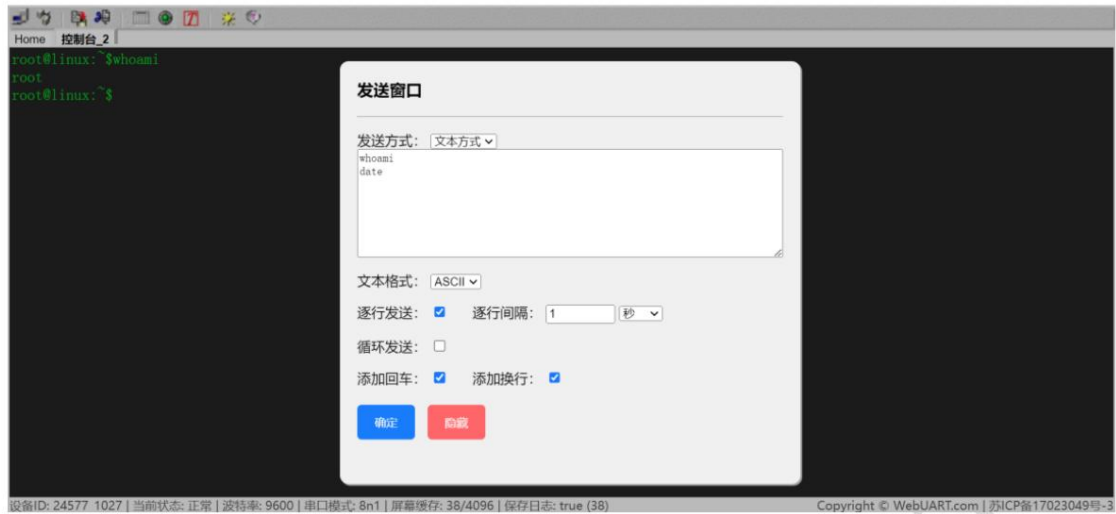 Home 控制台_2
root@linux:~$whoami
root
root@linux:~$
发送窗口
发送方式： 文本方式
whoami
date
文本格式： ASCII
逐行发送： 逐行间隔： 1 秒
循环发送：
添加回车： 添加换行：
确定 隐藏
设备ID: 24577_1027 | 当前状态: 正常 | 波特率: 9600 | 串口模式: 8n1 | 屏幕缓存: 38/4096 | 保存日志: true (38) Copyright © WebUART.com | 苏ICP备17023049号-3